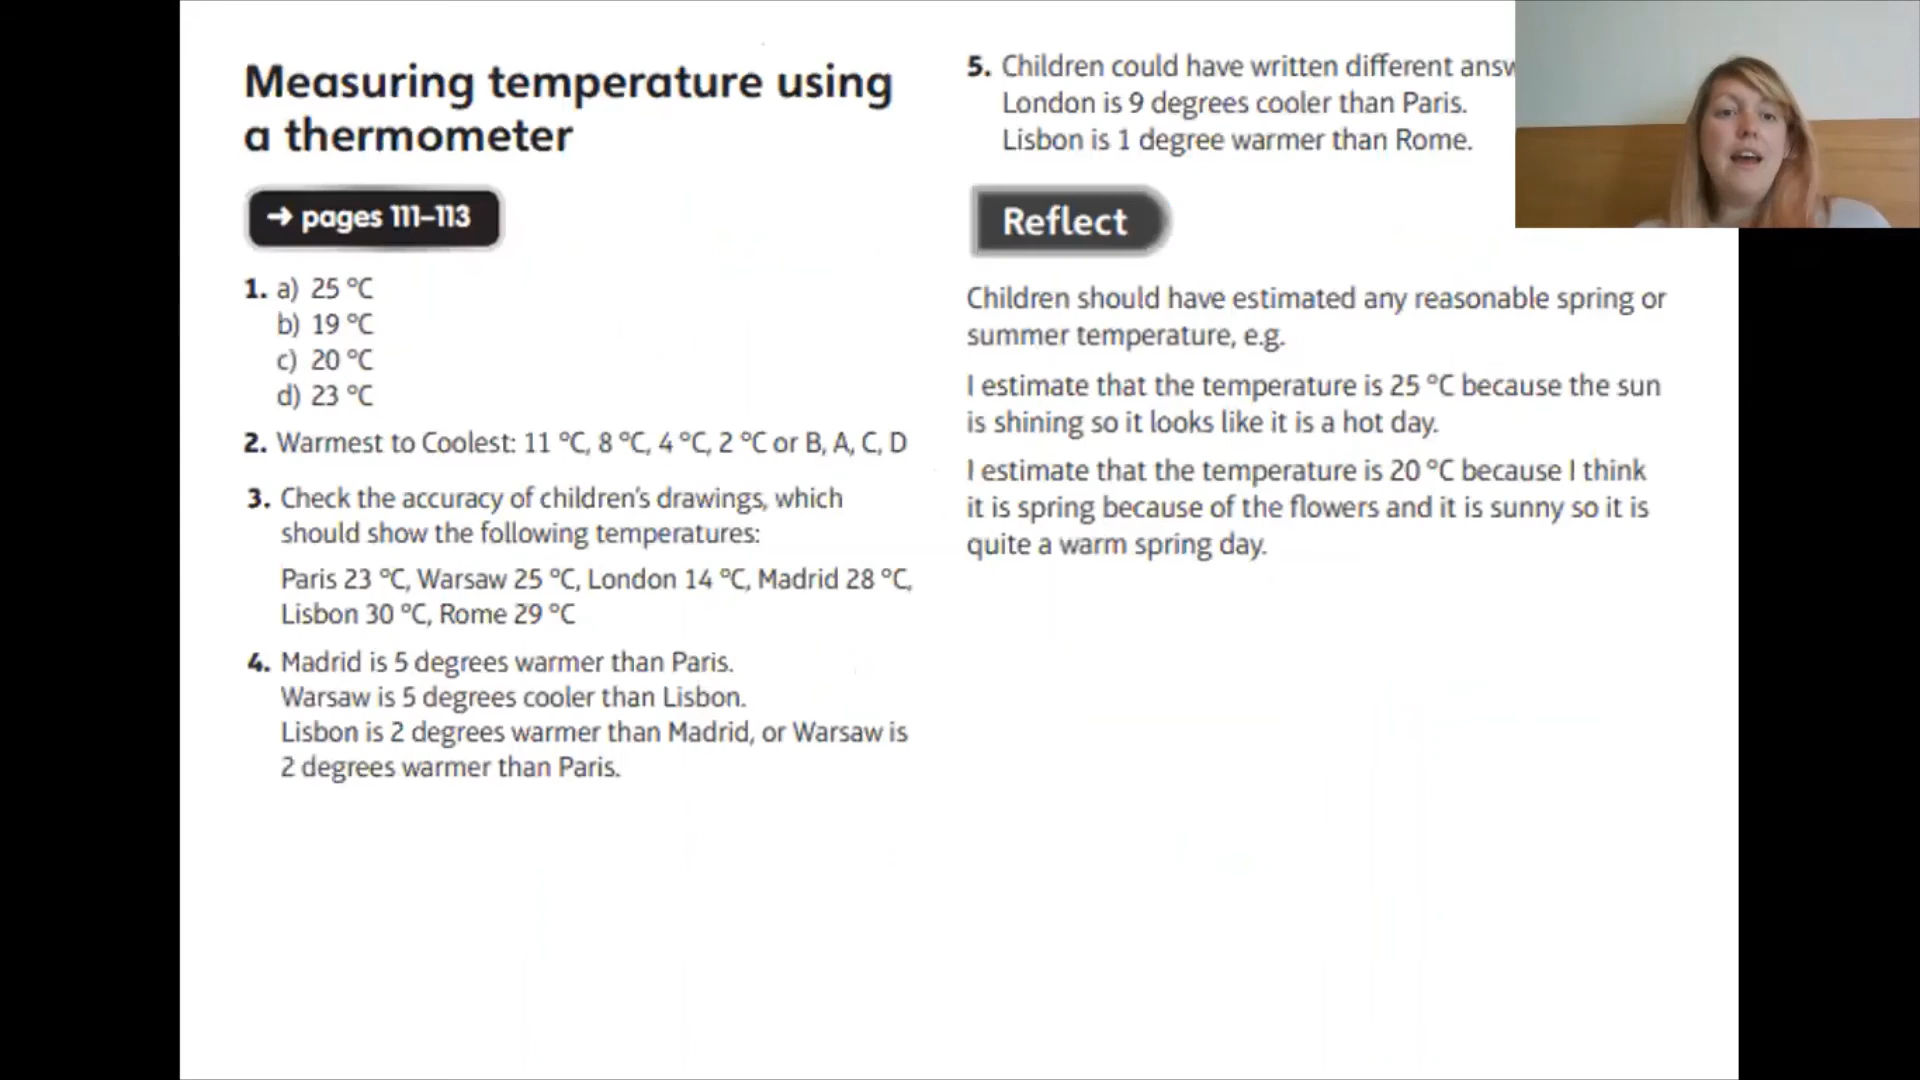 Measuring temperature using
a thermometer
→ pages 111–113
1. a) 25 °C
b) 19 °C
c) 20 °C
d) 23 °C
2. Warmest to Coolest: 11 °C, 8 °C, 4 °C, 2 °C or B, A, C, D
3. Check the accuracy of children's drawings, which
should show the following temperatures:
Paris 23 °C, Warsaw 25 °C, London 14 °C, Madrid 28 °C,
Lisbon 30 °C, Rome 29 °C
4. Madrid is 5 degrees warmer than Paris.
Warsaw is 5 degrees cooler than Lisbon.
Lisbon is 2 degrees warmer than Madrid, or Warsaw is
2 degrees warmer than Paris.
5. Children could have written different
London is 9 degrees cooler than Paris.
Lisbon is 1 degree warmer than Rome.
Reflect
Children should have estimated any reasonable spring or
summer temperature, e.g.
I estimate that the temperature is 25 °C because the sun
is shining so it looks like it is a hot day.
I estimate that the temperature is 20 °C because I think
it is spring because of the flowers and it is sunny so it is
quite a warm spring day.